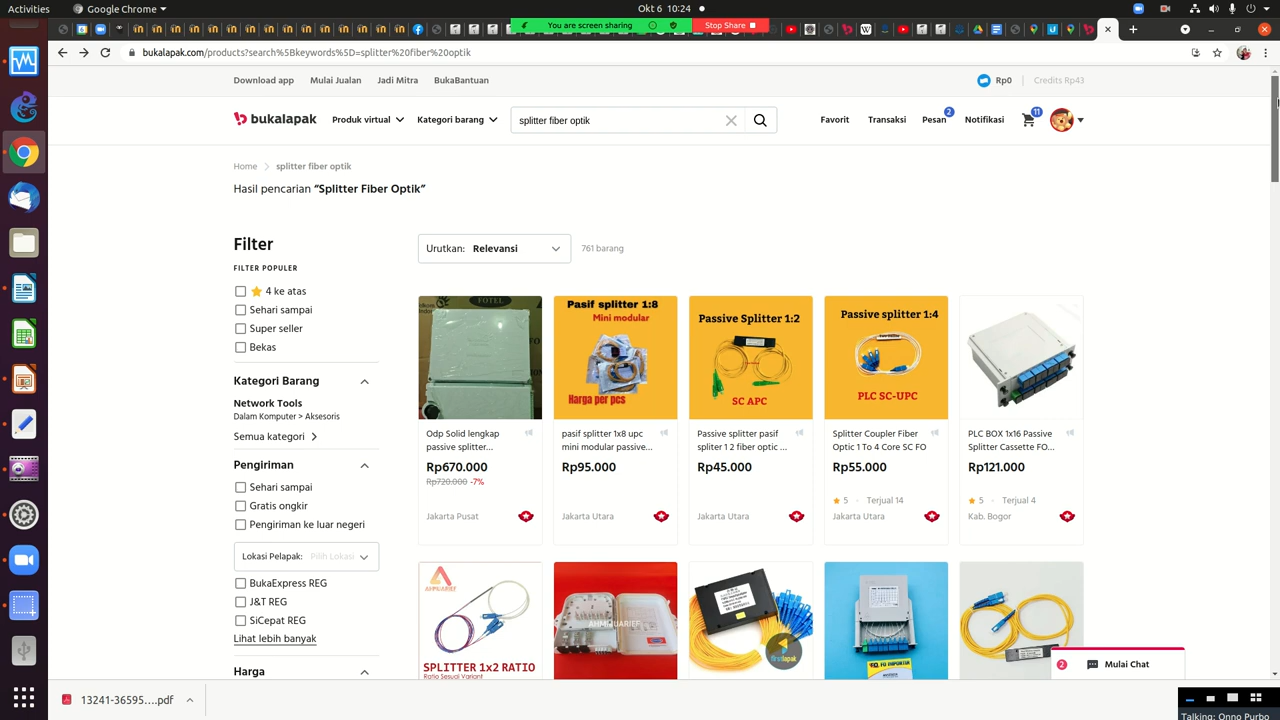 Activities
Google Chrome
Okt 6 10:24
You are screen sharing
Stop Share
bukalapak.com/products?search%5Bkeywords%5D=splitter%20fiber%20optik
Download app
Mulai Jualan
Jadi Mitra
BukaBantuan
Rp0
Credits Rp43
bukalapak
Produk virtual
Kategori barang
splitter fiber optik
Favorit
Transaksi
Pesan
2
Notifikasi
11
Home
splitter fiber optik
Hasil pencarian “Splitter Fiber Optik”
Filter
FILTER POPULER
4 ke atas
Sehari sampai
Super seller
Bekas
Kategori Barang
Network Tools
Dalam Komputer > Aksesoris
Semua kategori
Pengiriman
Sehari sampai
Gratis ongkir
Pengiriman ke luar negeri
Lokasi Pelapak: Pilih Lokasi
BukaExpress REG
J&T REG
SiCepat REG
Lihat lebih banyak
Harga
Urutkan: Relevansi
761 barang
FOTEL
Odp Solid lengkap
passive splitter...
Rp670.000
Rp720.000 -7%
Jakarta Pusat
Pasif splitter 1:8
Mini modular
Harga per pcs
pasif splitter 1x8 upc
mini modular passive...
Rp95.000
Jakarta Utara
Passive Splitter 1:2
SC APC
Passive splitter pasif
spliter 1 2 fiber optic ...
Rp45.000
Jakarta Utara
Passive splitter 1:4
PLC SC-UPC
Splitter Coupler Fiber
Optic 1 To 4 Core SC FO
Rp55.000
5
Terjual 14
Jakarta Utara
PLC BOX 1x16 Passive
Splitter Cassette FO...
Rp121.000
5
Terjual 4
Kab. Bogor
SPLITTER 1x2 RATIO
Ratio Sesuai Variant
AHMADARIEF
firstlapak
FO IMPORTIR
2
Mulai Chat
13241-36595....pdf
Talking: Onno Purbo